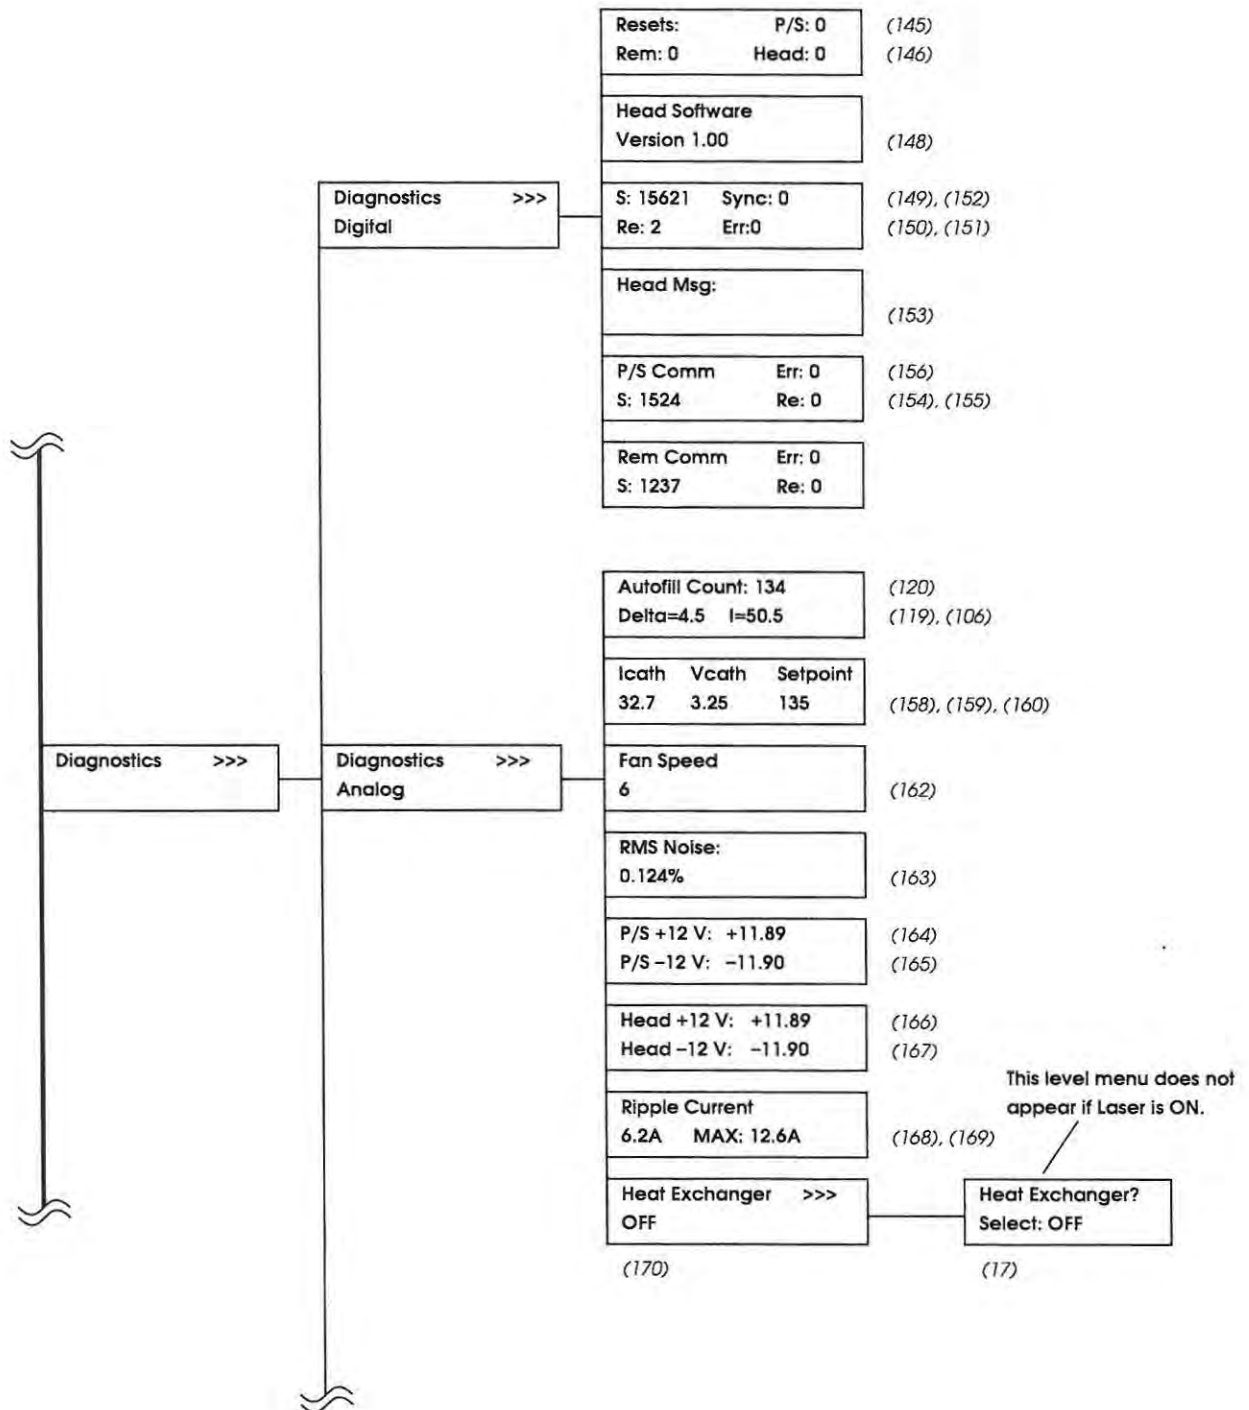 Resets: P/S: 0 (145)
Rem: 0 Head: 0 (146)
Head Software
Version 1.00 (148)
Diagnostics >>>
Digital
S: 15621 Sync: 0 (149), (152)
Re: 2 Err:0 (150), (151)
Head Msg:
(153)
P/S Comm Err: 0 (156)
S: 1524 Re: 0 (154), (155)
Rem Comm Err: 0
S: 1237 Re: 0
Autofill Count: 134 (120)
Delta=4.5 I=50.5 (119), (106)
Icath Vcath Setpoint
32.7 3.25 135 (158), (159), (160)
Diagnostics >>>
Diagnostics >>>
Analog
Fan Speed
6 (162)
RMS Noise:
0.124% (163)
P/S +12 V: +11.89 (164)
P/S –12 V: –11.90 (165)
Head +12 V: +11.89 (166)
Head –12 V: –11.90 (167)
This level menu does not
appear if Laser is ON.
Ripple Current
6.2A MAX: 12.6A (168), (169)
Heat Exchanger >>>
OFF
Heat Exchanger?
Select: OFF
(170) (17)